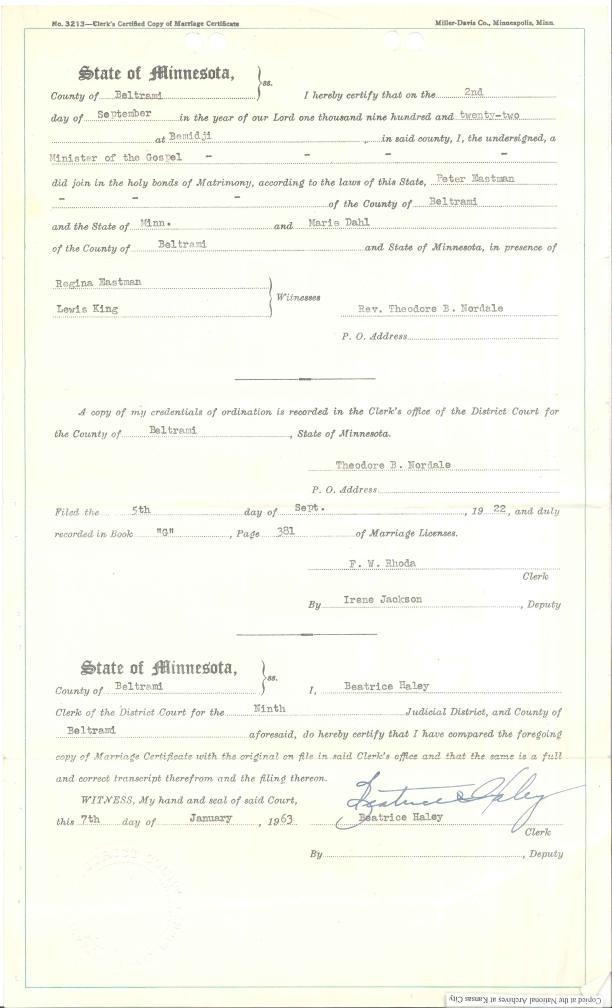 No. 3213—Clerk's Certified Copy of Marriage Certificate Miller-Davis Co., Minneapolis, Minn.
State of Minnesota,
County of Beltrami } ss. I hereby certify that on the 2nd
day of September in the year of our Lord one thousand nine hundred and twenty-two
at Bemidji in said county, I, the undersigned, a
Minister of the Gospel - - - -
did join in the holy bonds of Matrimony, according to the laws of this State, Peter Eastman
- - - of the County of Beltrami
and the State of Minn. and Marie Dahl
of the County of Beltrami and State of Minnesota, in presence of
Regina Eastman
Lewis King } Witnesses Rev. Theodore B. Nordale
P. O. Address
A copy of my credentials of ordination is recorded in the Clerk's office of the District Court for
the County of Beltrami, State of Minnesota.
Theodore B. Nordale
P. O. Address
Filed the 5th day of Sept., 19 22, and duly
recorded in Book "G", Page 381 of Marriage Licenses.
F. W. Rhoda
Clerk
By Irene Jackson, Deputy
State of Minnesota,
County of Beltrami } ss. I, Beatrice Haley
Clerk of the District Court for the Ninth Judicial District, and County of
Beltrami aforesaid, do hereby certify that I have compared the foregoing
copy of Marriage Certificate with the original on file in said Clerk's office and that the same is a full
and correct transcript therefrom and the filing thereon.
WITNESS, My hand and seal of said Court, Beatrice Haley
this 7th day of January, 1963 Beatrice Haley
Clerk
By , Deputy
Copied at the National Archives at Kansas City